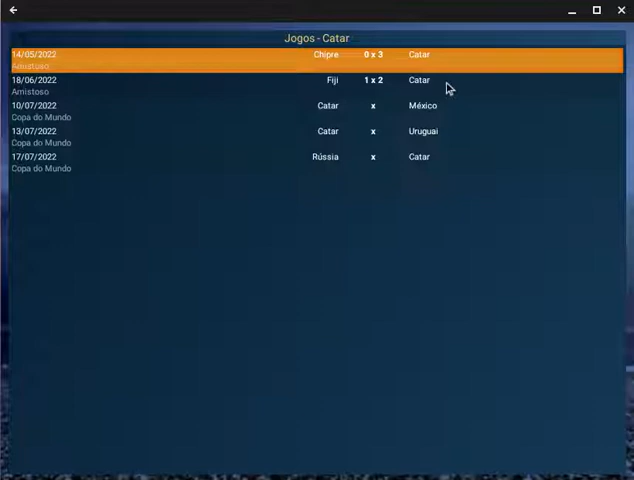 Jogos - Catar
14/05/2022 Chipre 0 x 3 Catar
Amistoso
18/06/2022 Fiji 1 x 2 Catar
Amistoso
10/07/2022 Catar x México
Copa do Mundo
13/07/2022 Catar x Uruguai
Copa do Mundo
17/07/2022 Rússia x Catar
Copa do Mundo